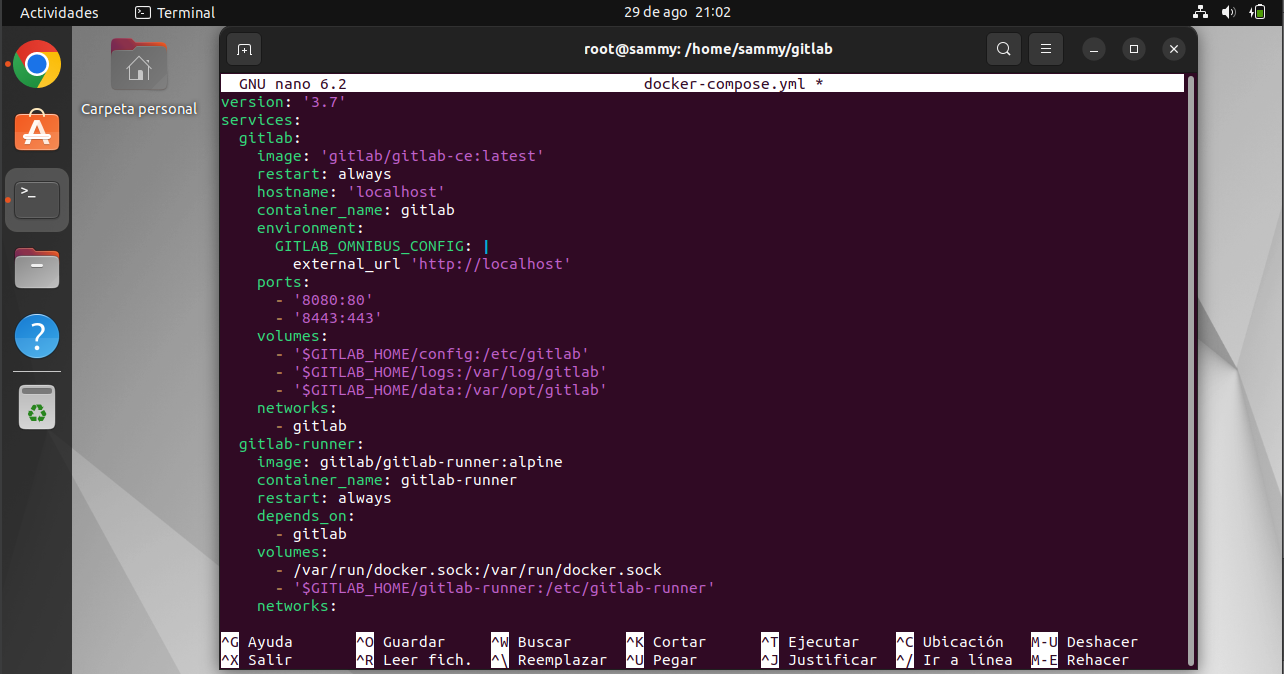 Actividades Terminal 29 de ago 21:02
Carpeta personal
root@sammy: /home/sammy/gitlab
GNU nano 6.2 docker-compose.yml *
version: '3.7'
services:
  gitlab:
    image: 'gitlab/gitlab-ce:latest'
    restart: always
    hostname: 'localhost'
    container_name: gitlab
    environment:
      GITLAB_OMNIBUS_CONFIG: |
        external_url 'http://localhost'
    ports:
      - '8080:80'
      - '8443:443'
    volumes:
      - '$GITLAB_HOME/config:/etc/gitlab'
      - '$GITLAB_HOME/logs:/var/log/gitlab'
      - '$GITLAB_HOME/data:/var/opt/gitlab'
    networks:
      - gitlab
  gitlab-runner:
    image: gitlab/gitlab-runner:alpine
    container_name: gitlab-runner
    restart: always
    depends_on:
      - gitlab
    volumes:
      - /var/run/docker.sock:/var/run/docker.sock
      - '$GITLAB_HOME/gitlab-runner:/etc/gitlab-runner'
    networks:
^G Ayuda ^O Guardar ^W Buscar ^K Cortar ^T Ejecutar ^C Ubicación M-U Deshacer
^X Salir ^R Leer fich. ^\ Reemplazar ^U Pegar ^J Justificar ^/ Ir a línea M-E Rehacer